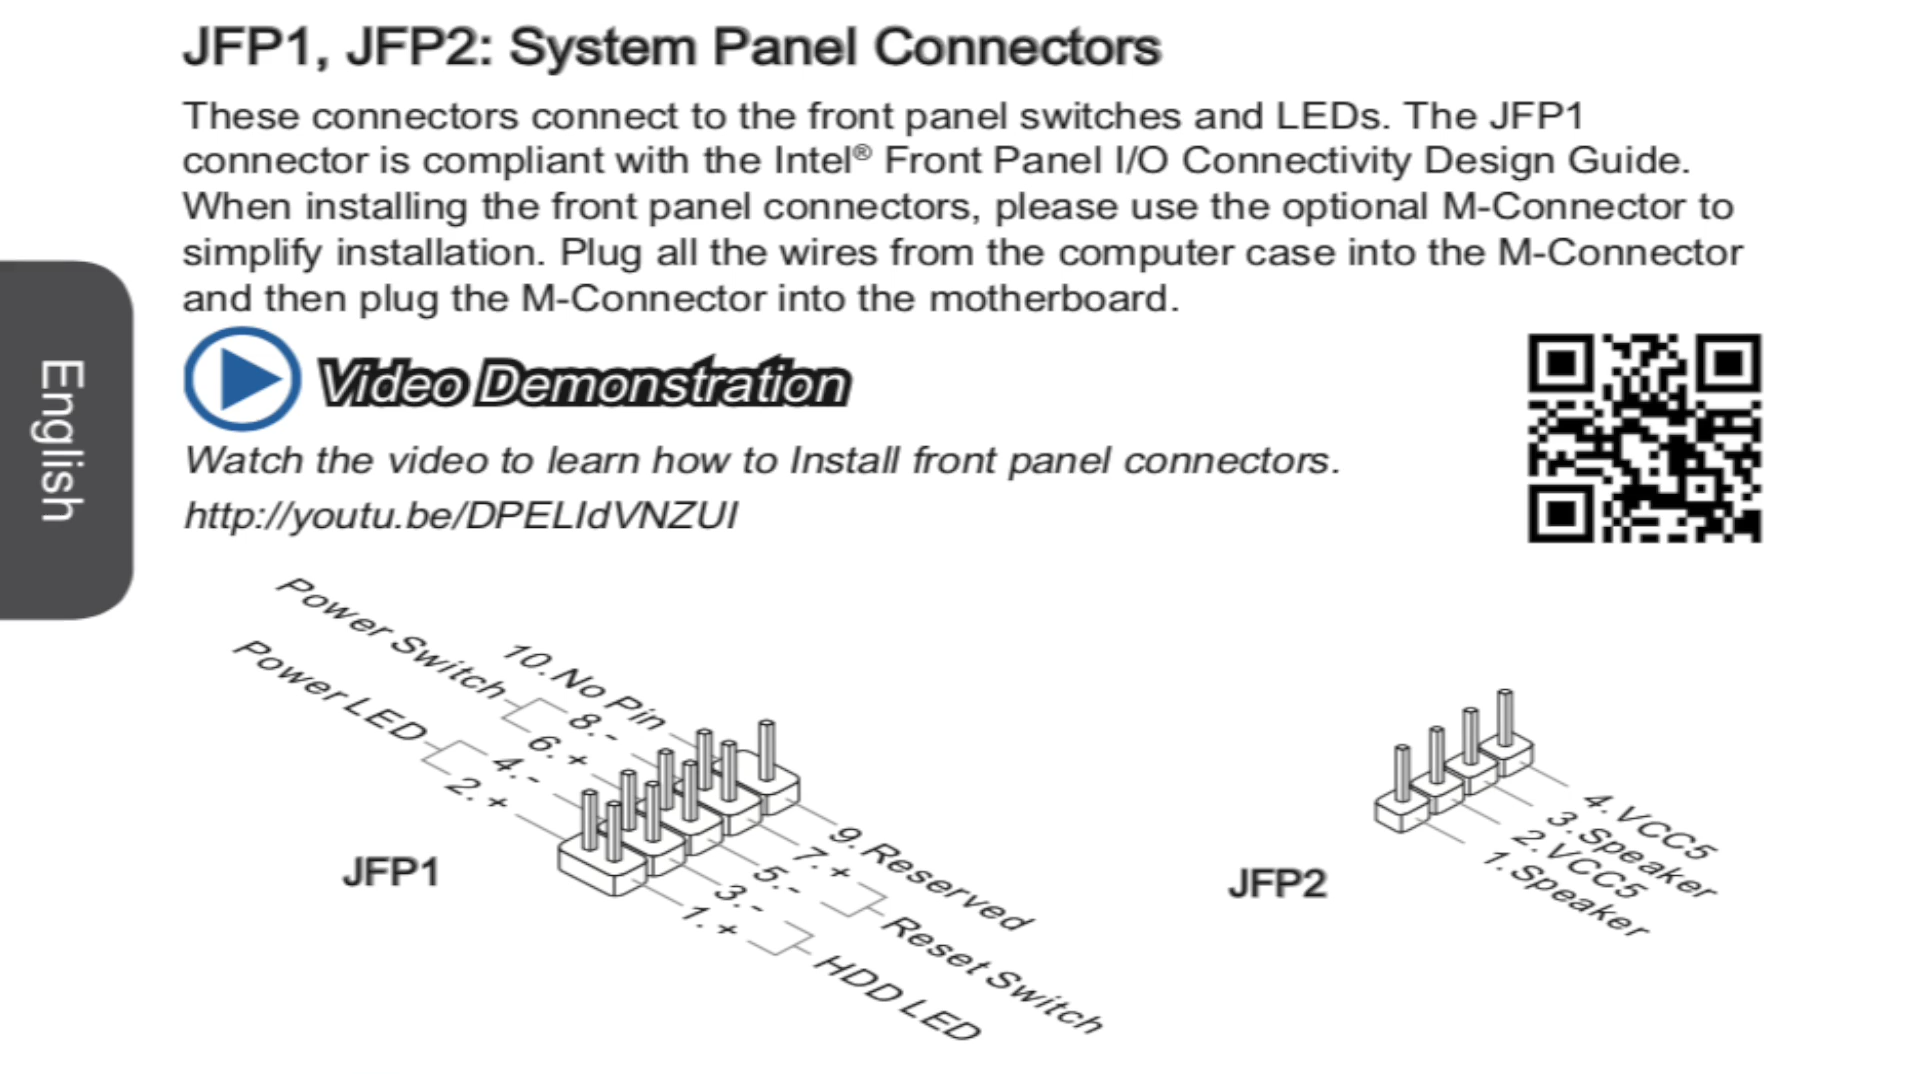 JFP1, JFP2: System Panel Connectors
These connectors connect to the front panel switches and LEDs. The JFP1
connector is compliant with the Intel® Front Panel I/O Connectivity Design Guide.
When installing the front panel connectors, please use the optional M-Connector to
simplify installation. Plug all the wires from the computer case into the M-Connector
and then plug the M-Connector into the motherboard.
English
Video Demonstration
Watch the video to learn how to Install front panel connectors.
http://youtu.be/DPELIdVNZUI
Power Switch
Power LED
10.No Pin
8.-
6.+
4.-
2.+
JFP1
9.Reserved
7.+
5.-
3.-
1.+
Reset Switch
HDD LED
JFP2
4.VCC5
3.Speaker
2.VCC5
1.Speaker